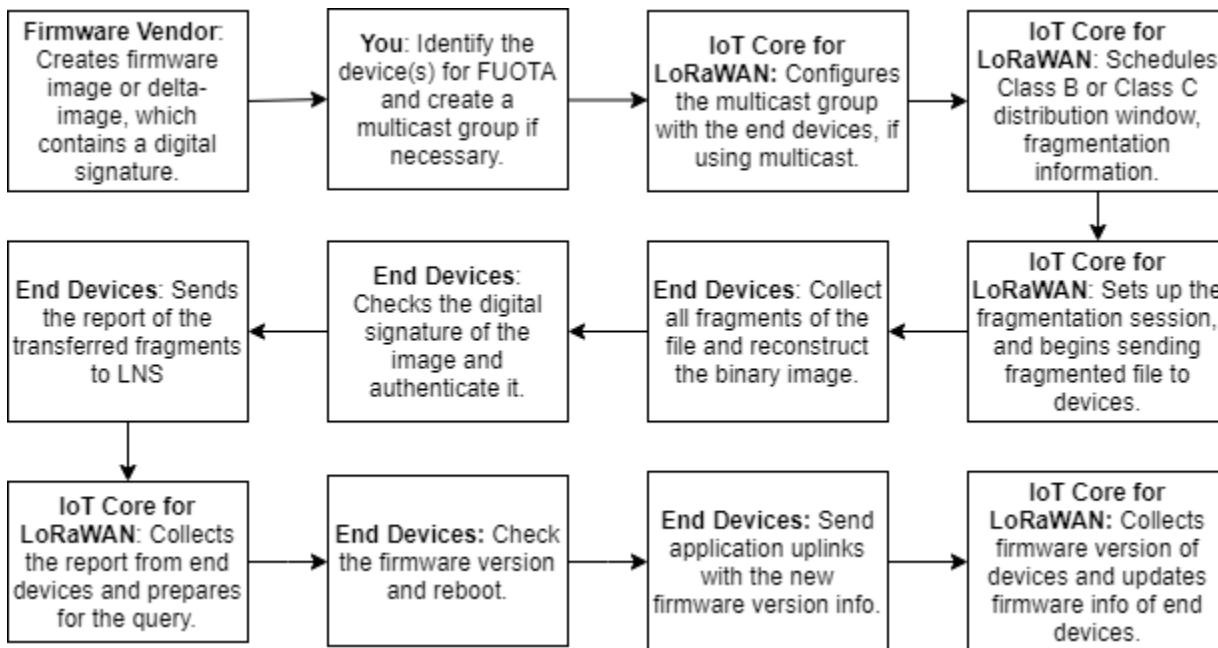 Firmware Vendor:
Creates firmware
image or delta-
image, which
contains a digital
signature.
You: Identify the
device(s) for FUOTA
and create a
multicast group if
necessary.
IoT Core for
LoRaWAN: Configures
the multicast group
with the end devices, if
using multicast.
IoT Core for
LoRaWAN: Schedules
Class B or Class C
distribution window,
fragmentation
information.
IoT Core for
LoRaWAN: Sets up the
fragmentation session,
and begins sending
fragmented file to
devices.
End Devices: Collect
all fragments of the
file and reconstruct
the binary image.
End Devices:
Checks the digital
signature of the
image and
authenticate it.
End Devices: Sends
the report of the
transferred fragments
to LNS
IoT Core for
LoRaWAN: Collects
the report from end
devices and prepares
for the query.
End Devices: Check
the firmware version
and reboot.
End Devices: Send
application uplinks
with the new
firmware version info.
IoT Core for
LoRaWAN: Collects
firmware version of
devices and updates
firmware info of end
devices.